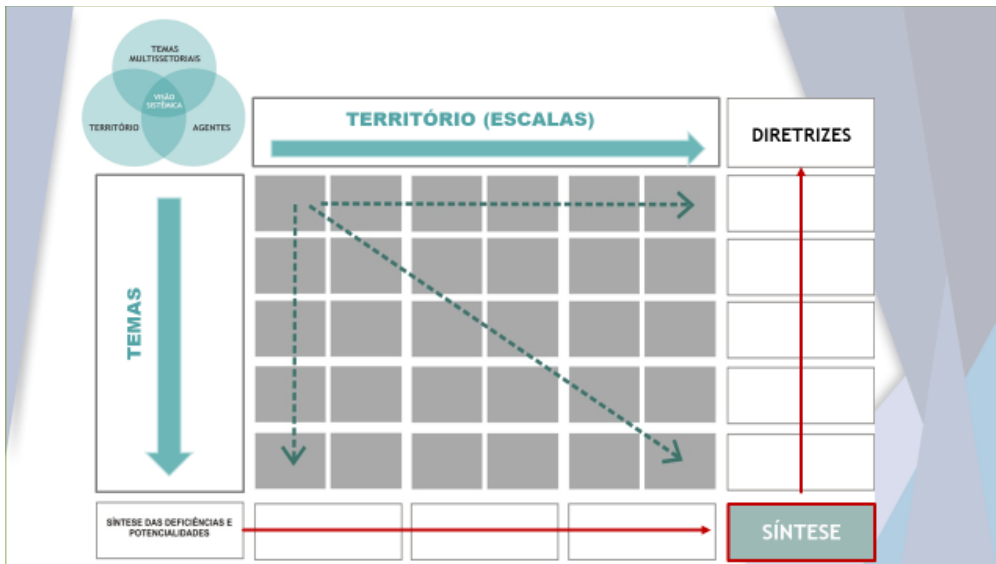 TEMAS
MULTISSETORIAIS
VISÃO
SISTÊMICA
TERRITÓRIO
AGENTES
TERRITÓRIO (ESCALAS)
DIRETRIZES
TEMAS
SÍNTESE DAS DEFICIÊNCIAS E
POTENCIALIDADES
SÍNTESE